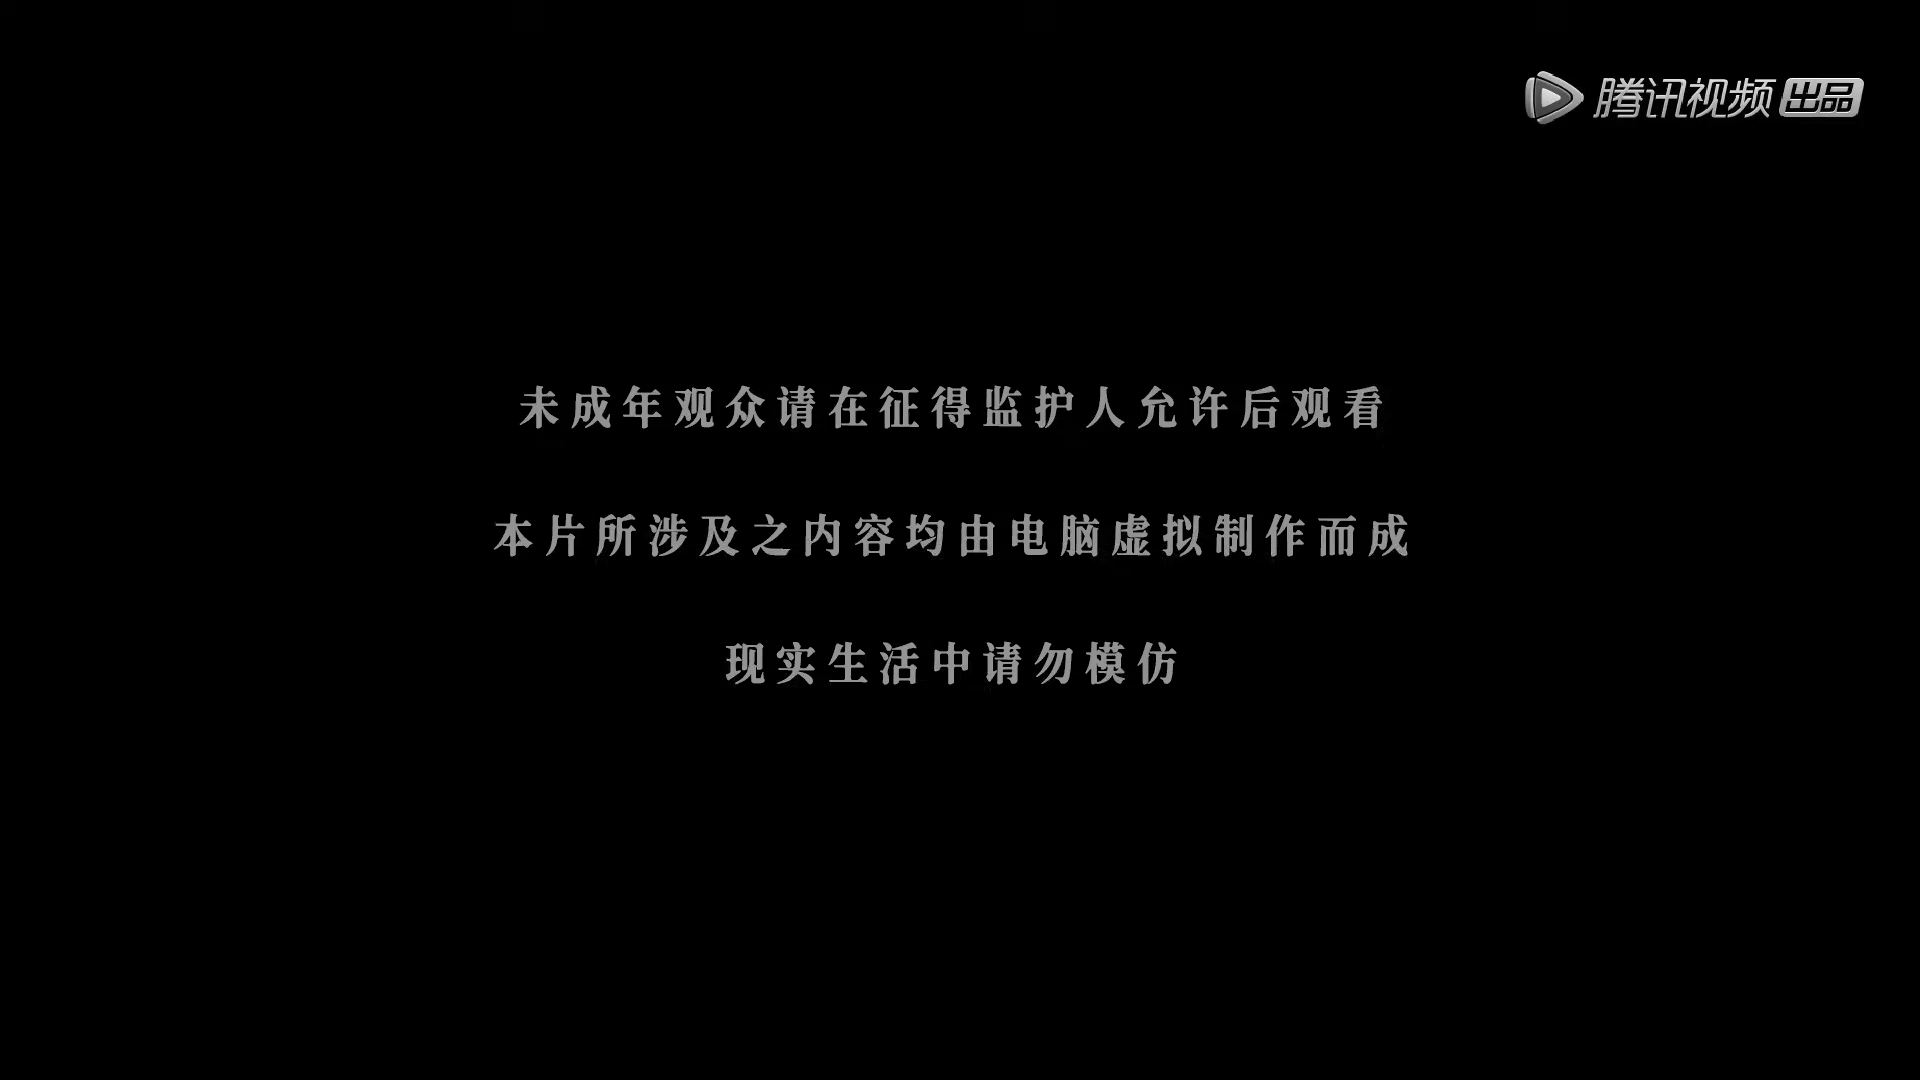 腾讯视频 出品
未成年观众请在征得监护人允许后观看
本片所涉及之内容均由电脑虚拟制作而成
现实生活中请勿模仿